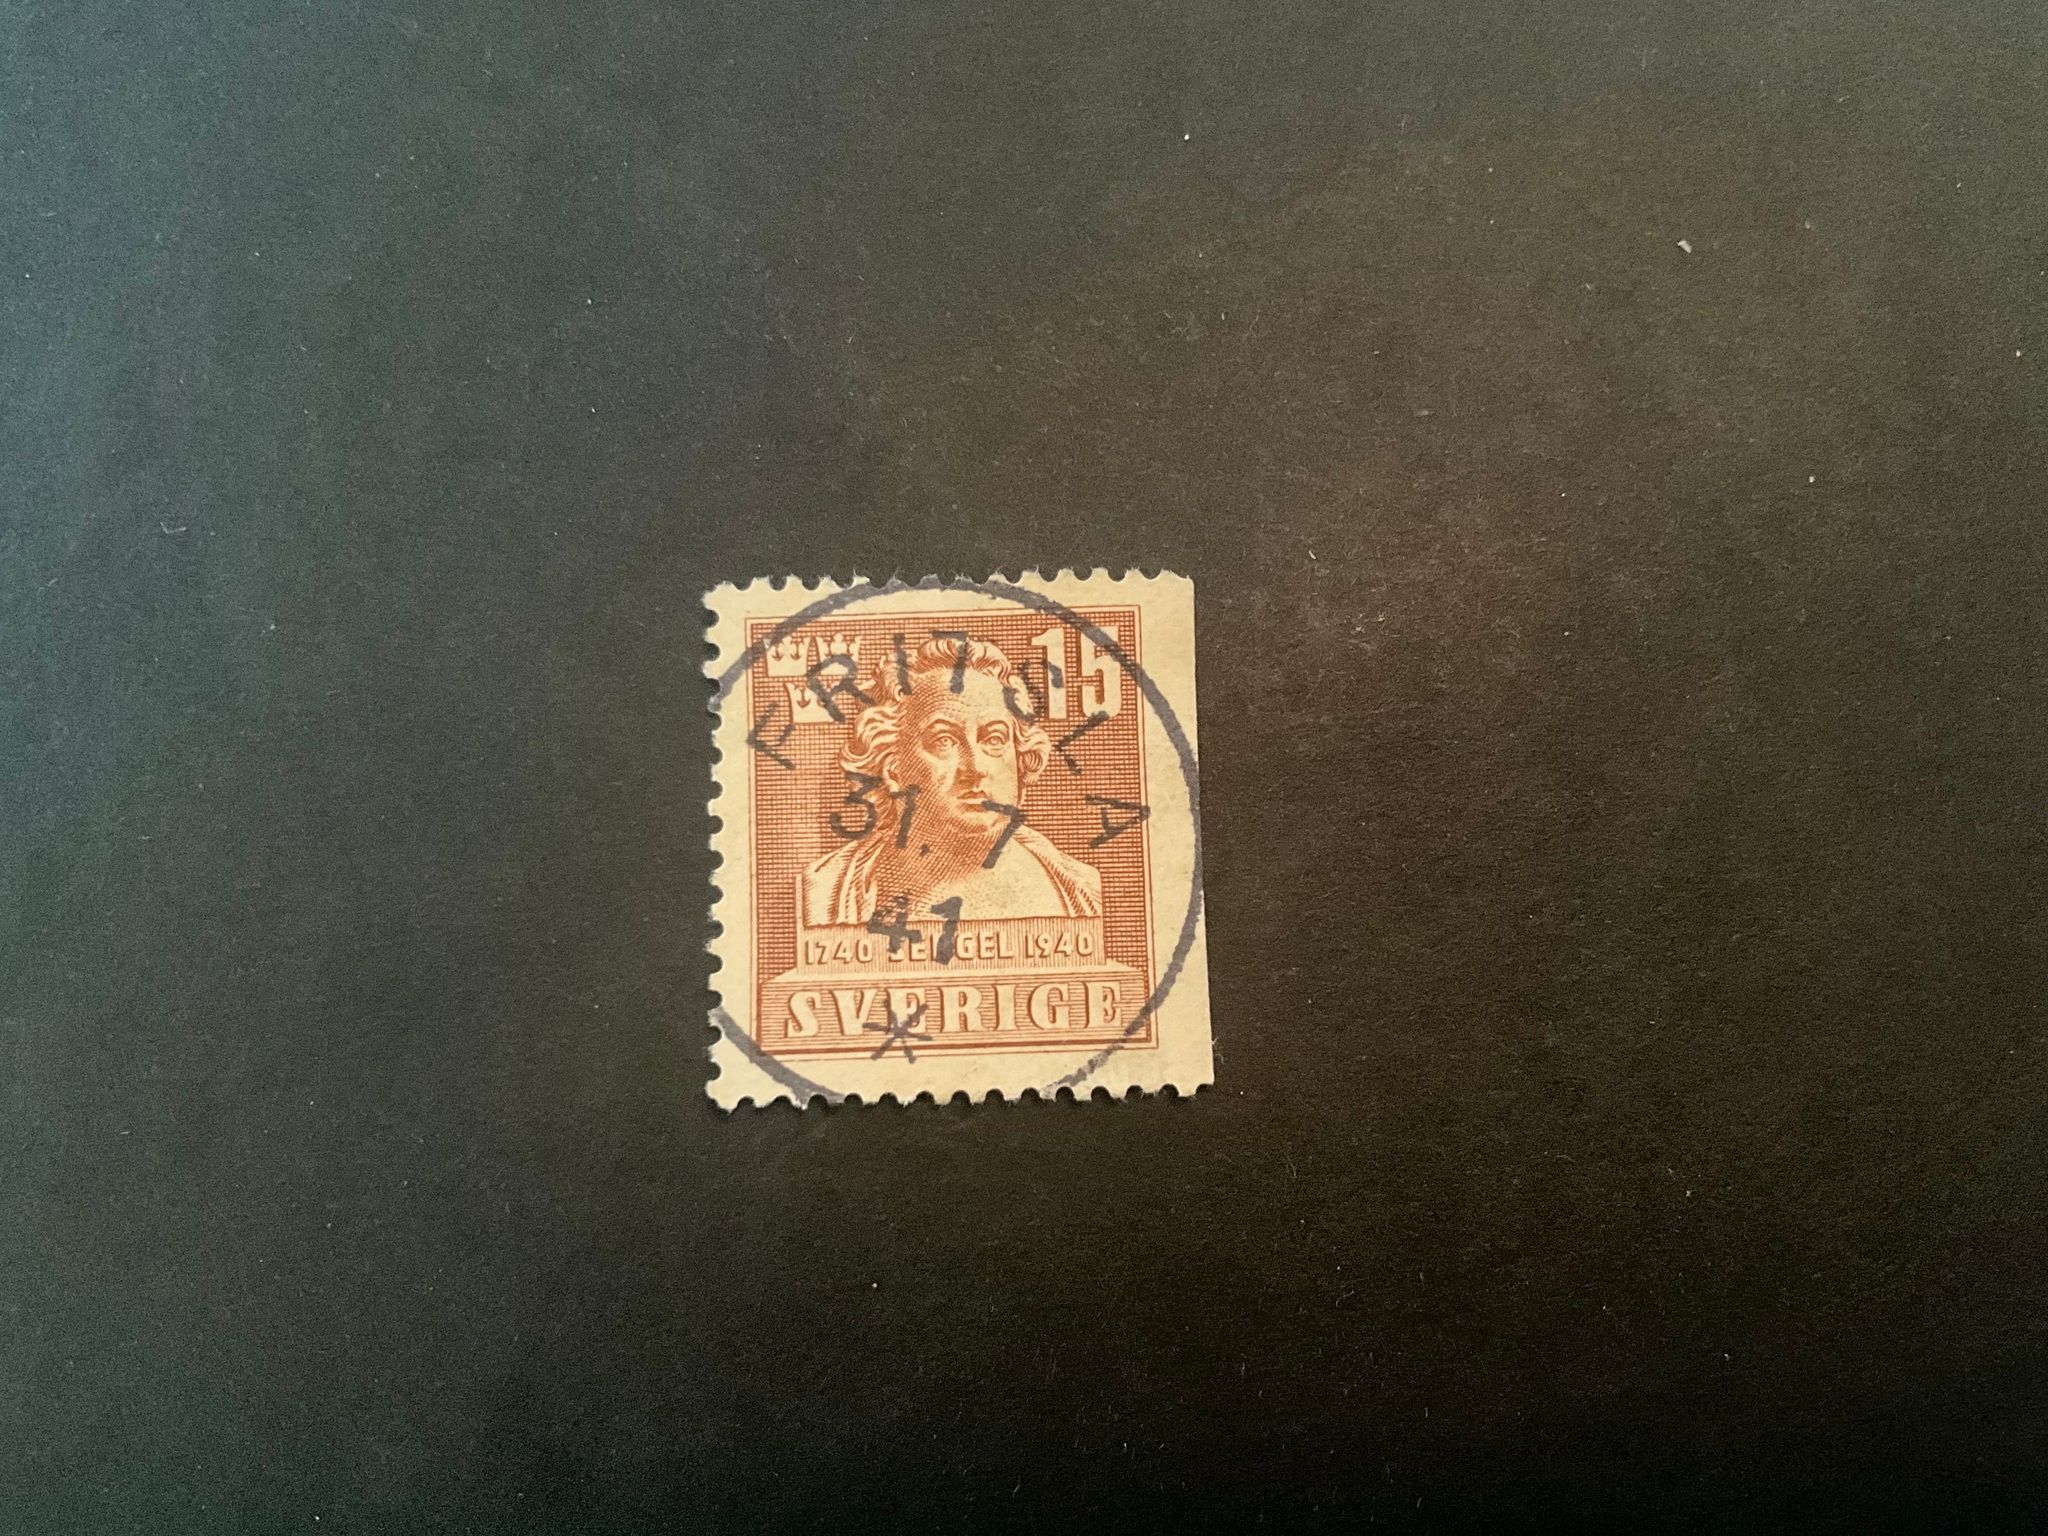 15
FRITSLA
31. 7
41
1740 SERGEL 1940
SVERIGE